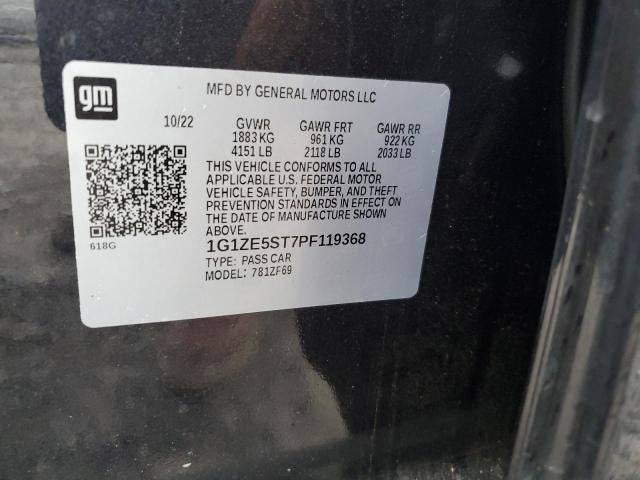 gm
MFD BY GENERAL MOTORS LLC
10/22 GVWR GAWR FRT GAWR RR
1883 KG 961 KG 922 KG
4151 LB 2118 LB 2033 LB
THIS VEHICLE CONFORMS TO ALL
APPLICABLE U.S. FEDERAL MOTOR
VEHICLE SAFETY, BUMPER, AND THEFT
PREVENTION STANDARDS IN EFFECT ON
THE DATE OF MANUFACTURE SHOWN
ABOVE.
618G
1G1ZE5ST7PF119368
TYPE: PASS CAR
MODEL: 781ZF69